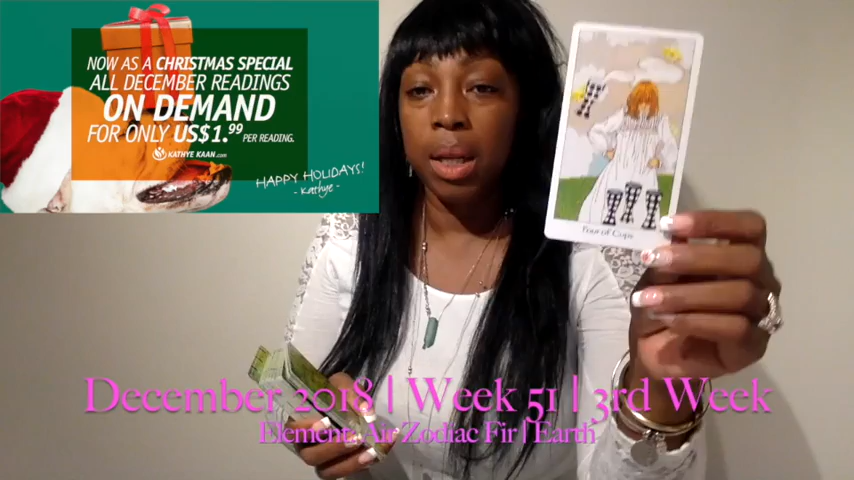 NOW AS A CHRISTMAS SPECIAL
ALL DECEMBER READINGS
ON DEMAND
FOR ONLY US$1.99 PER READING.
KATHYE KAAN.com
HAPPY HOLIDAYS!
- Kathye -
Four of Cups
December 2018 | Week 51 | 3rd Week
Element: Air Zodiac Fir | Earth